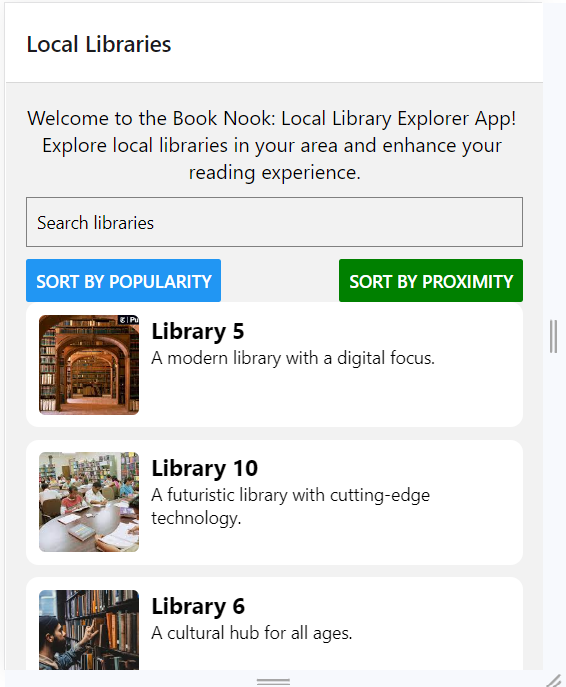 Local Libraries
Welcome to the Book Nook: Local Library Explorer App!
Explore local libraries in your area and enhance your
reading experience.
Search libraries
SORT BY POPULARITY
SORT BY PROXIMITY
Library 5
A modern library with a digital focus.
Library 10
A futuristic library with cutting-edge
technology.
Library 6
A cultural hub for all ages.